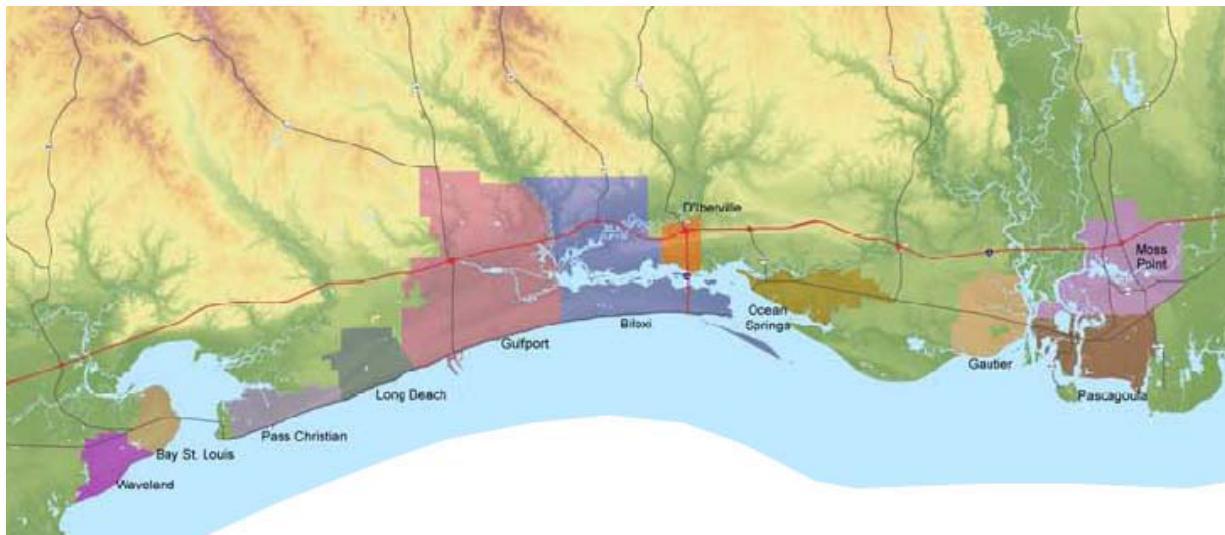 D'Iberville
Moss
Point
Ocean
Springs
Biloxi
Gulfport
Gautier
Long Beach
Pascagoula
Pass Christian
Bay St. Louis
Waveland